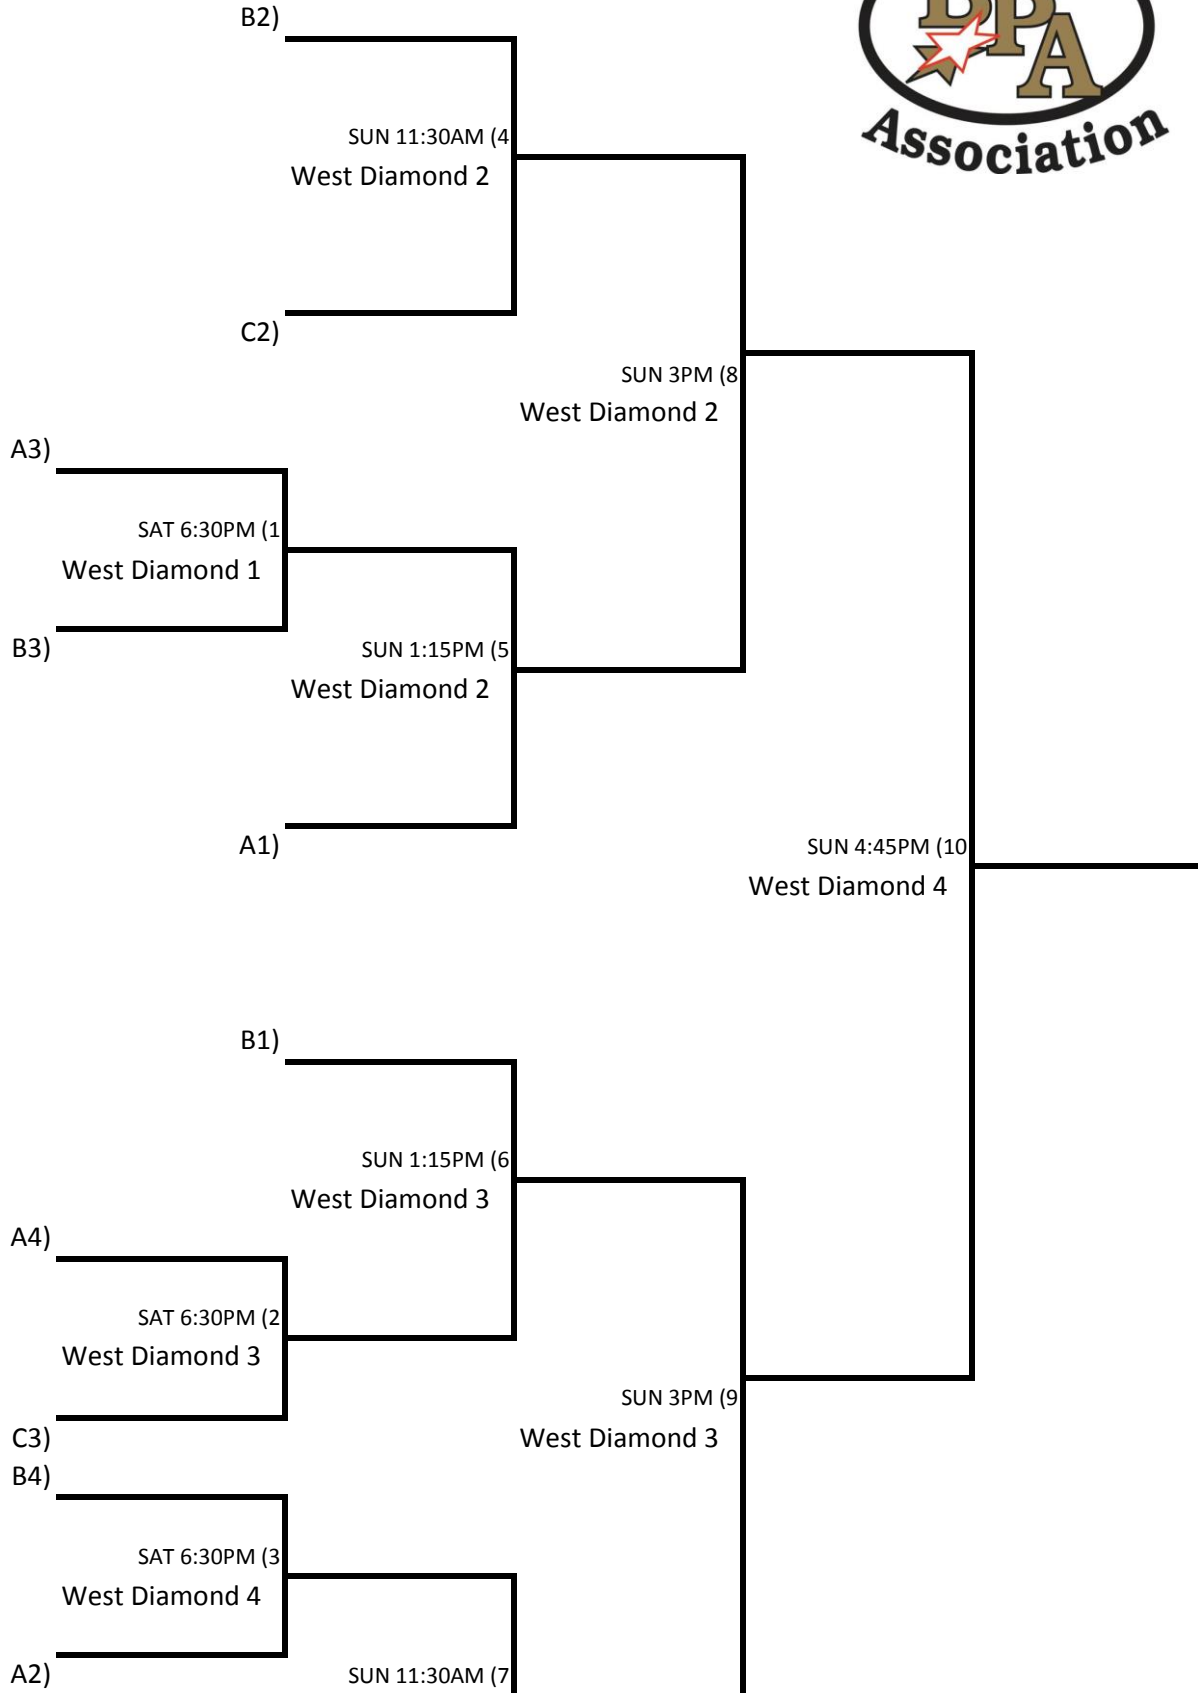 B2)
BPA
Association
SUN 11:30AM (4
West Diamond 2
C2)
SUN 3PM (8
West Diamond 2
A3)
SAT 6:30PM (1
West Diamond 1
B3)
SUN 1:15PM (5
West Diamond 2
A1)
SUN 4:45PM (10
West Diamond 4
B1)
SUN 1:15PM (6
West Diamond 3
A4)
SAT 6:30PM (2
West Diamond 3
C3)
SUN 3PM (9
West Diamond 3
B4)
SAT 6:30PM (3
West Diamond 4
A2)
SUN 11:30AM (7